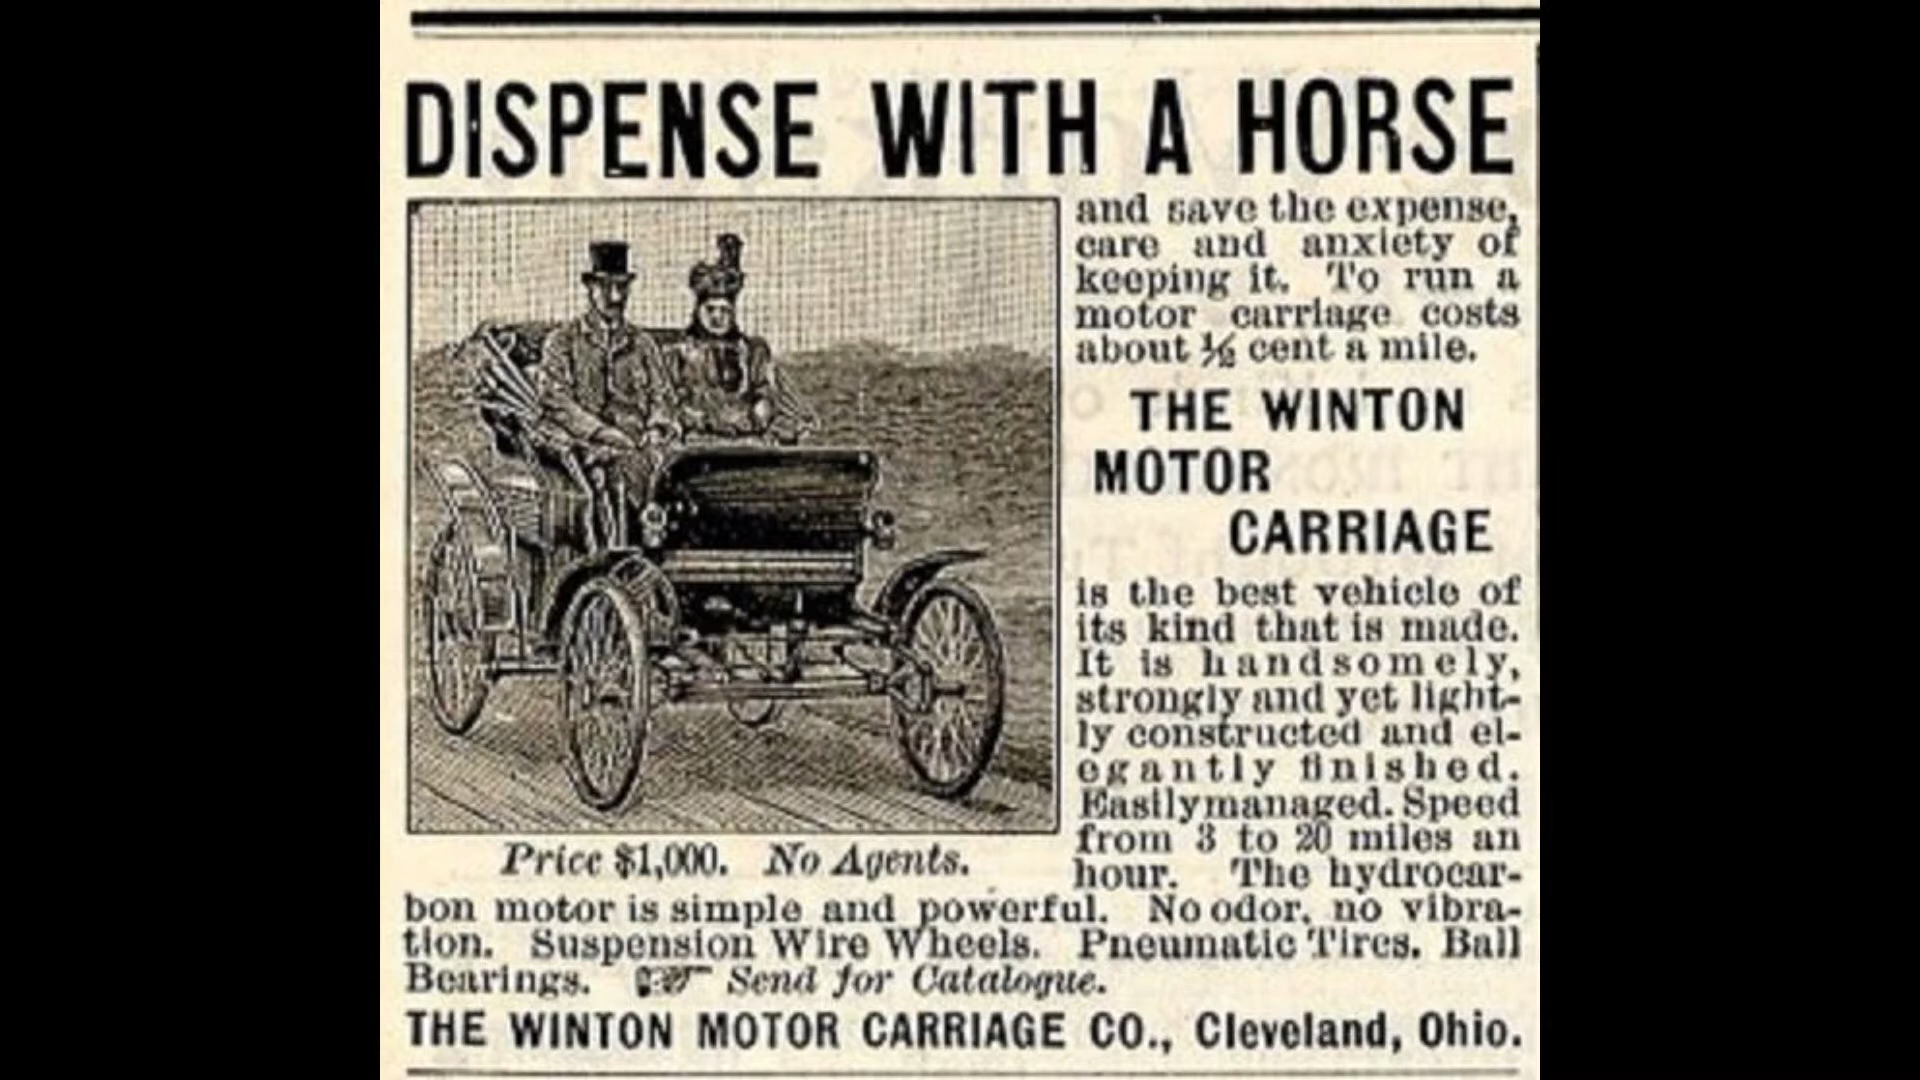 DISPENSE WITH A HORSE
and save the expense,
care and anxiety of
keeping it. To run a
motor carriage costs
about ½ cent a mile.
THE WINTON
MOTOR
CARRIAGE
is the best vehicle of
its kind that is made.
It is handsomely,
strongly and yet light-
ly constructed and el-
egantly finished.
Easily managed. Speed
from 3 to 20 miles an
Price $1,000. No Agents.
hour. The hydrocar-
bon motor is simple and powerful. No odor, no vibra-
tion. Suspension Wire Wheels. Pneumatic Tires. Ball
Bearings. ☞ Send for Catalogue.
THE WINTON MOTOR CARRIAGE CO., Cleveland, Ohio.